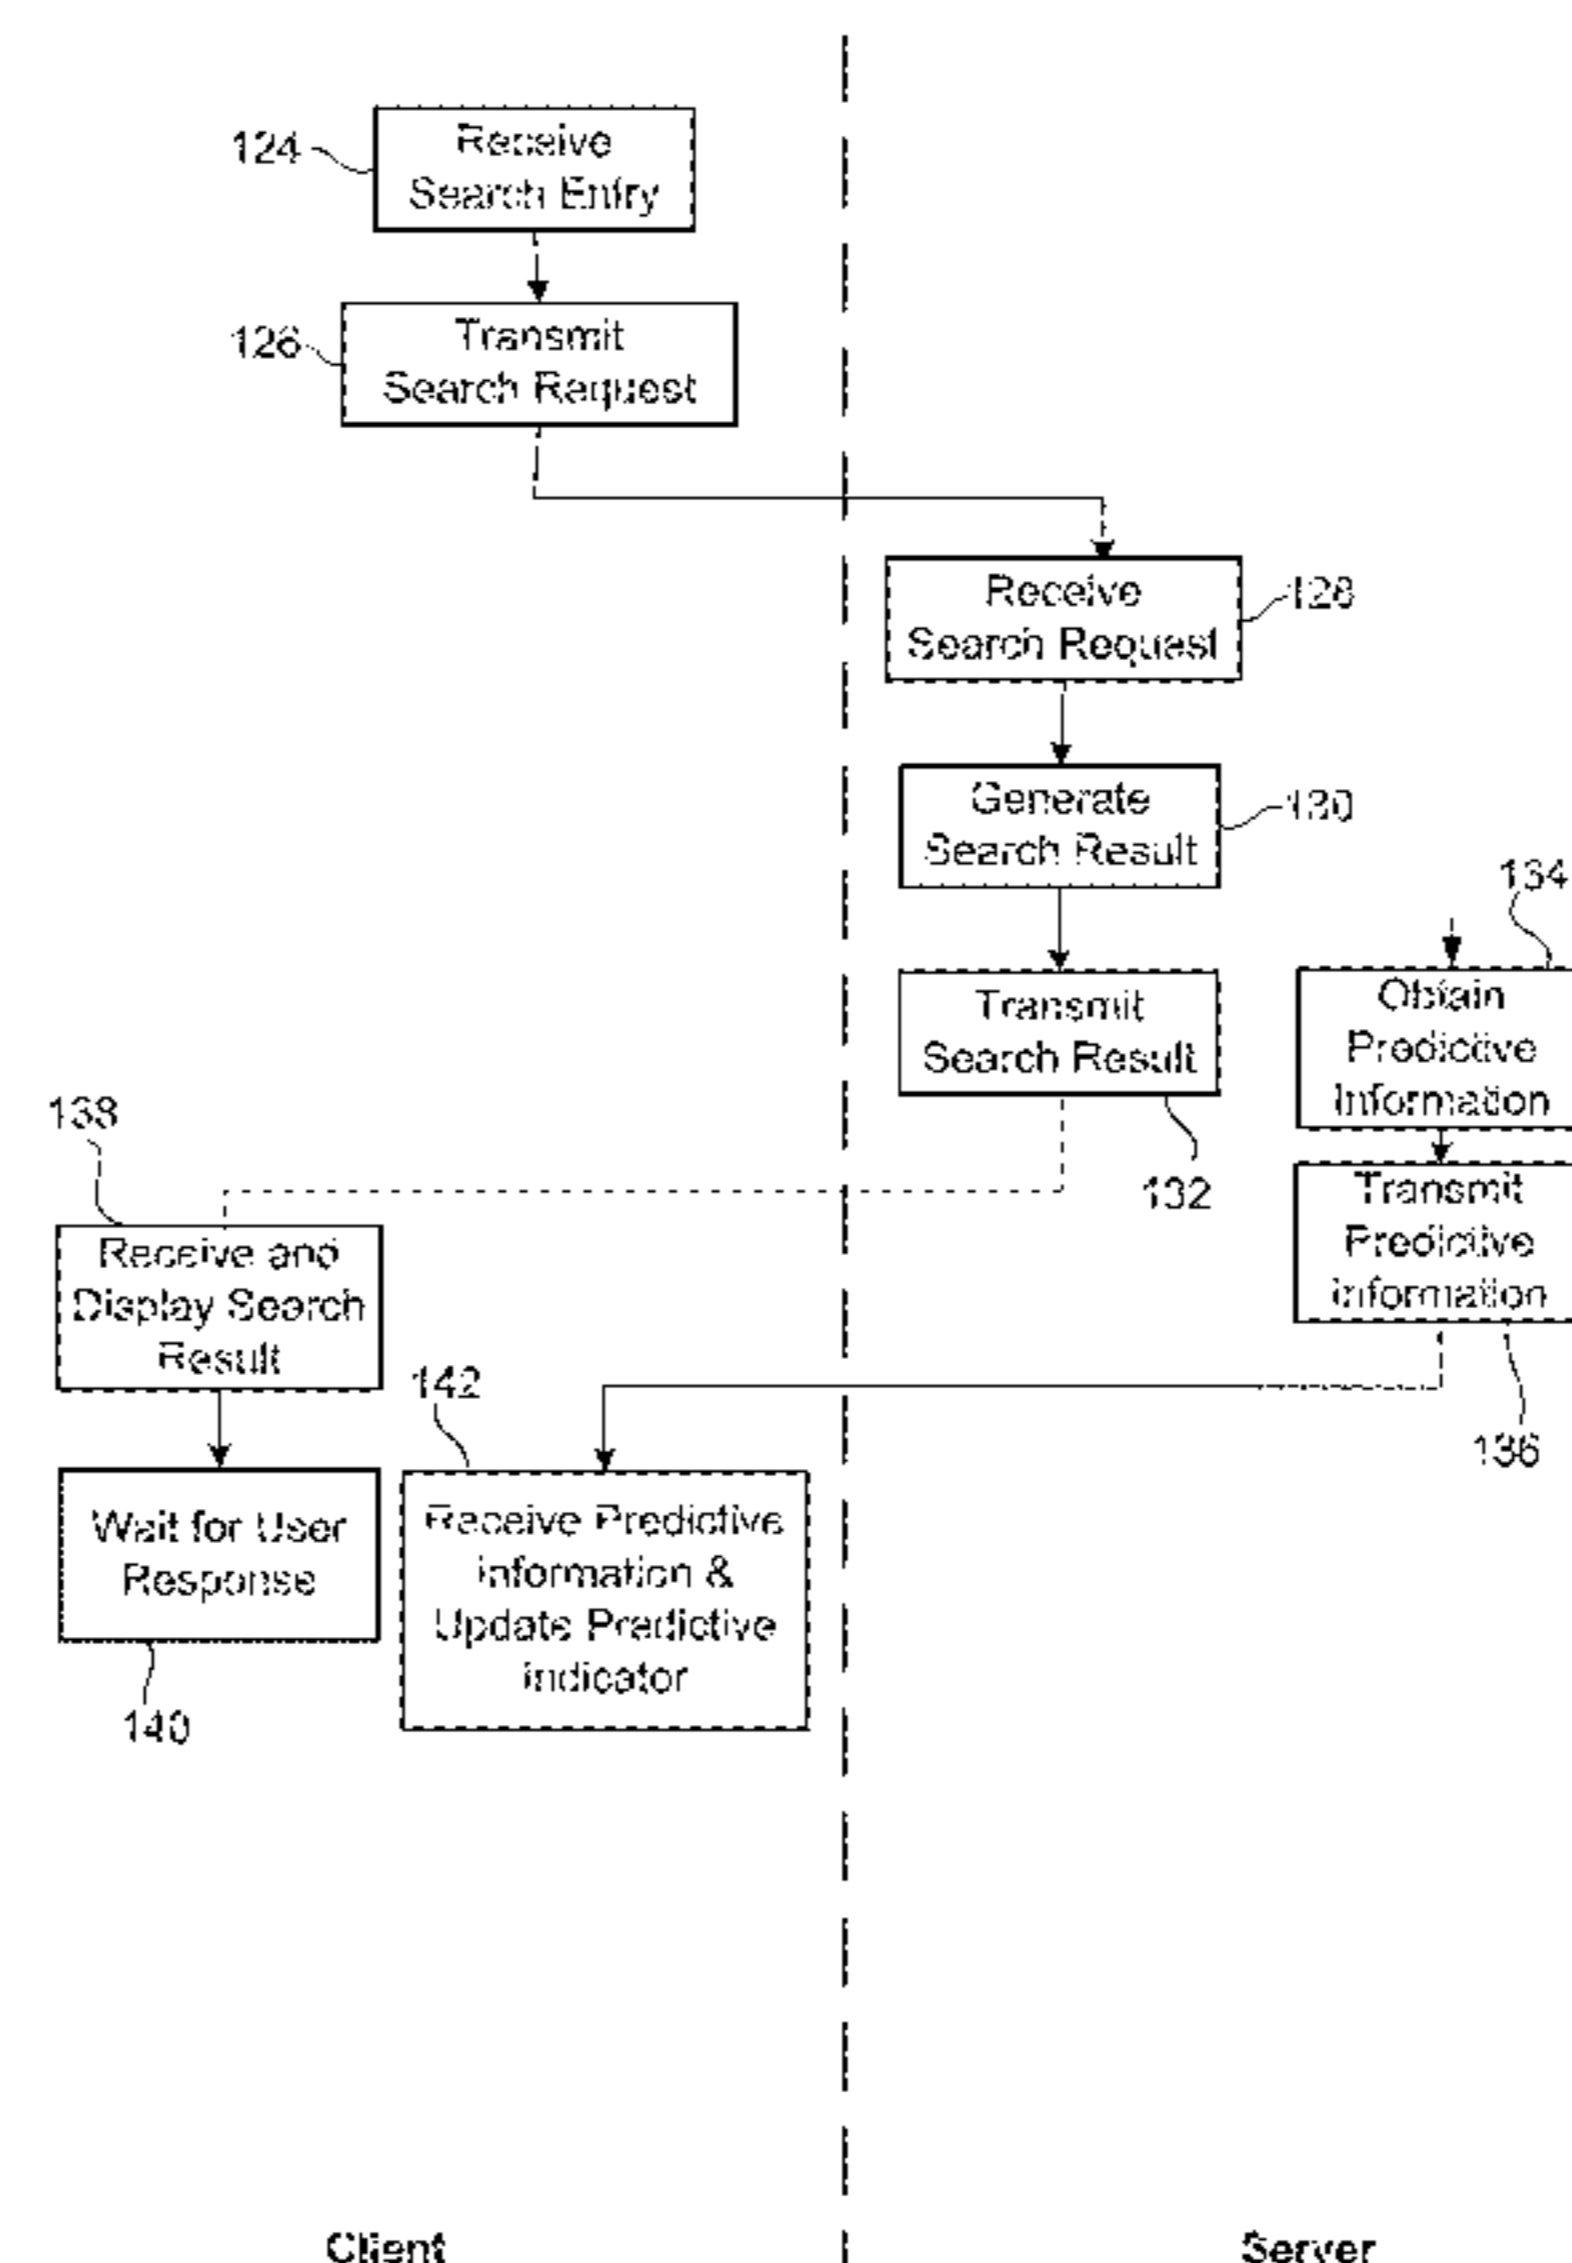 124
Receive
Search Entry
126
Transmit
Search Request
Receive
Search Request
128
Generate
Search Result
130
134
Transmit
Search Result
132
Obtain
Predictive
Information
Transmit
Predictive
Information
136
138
Receive and
Display Search
Result
142
Wait for User
Response
140
Receive Predictive
Information &
Update Predictive
Indicator
Client
Server